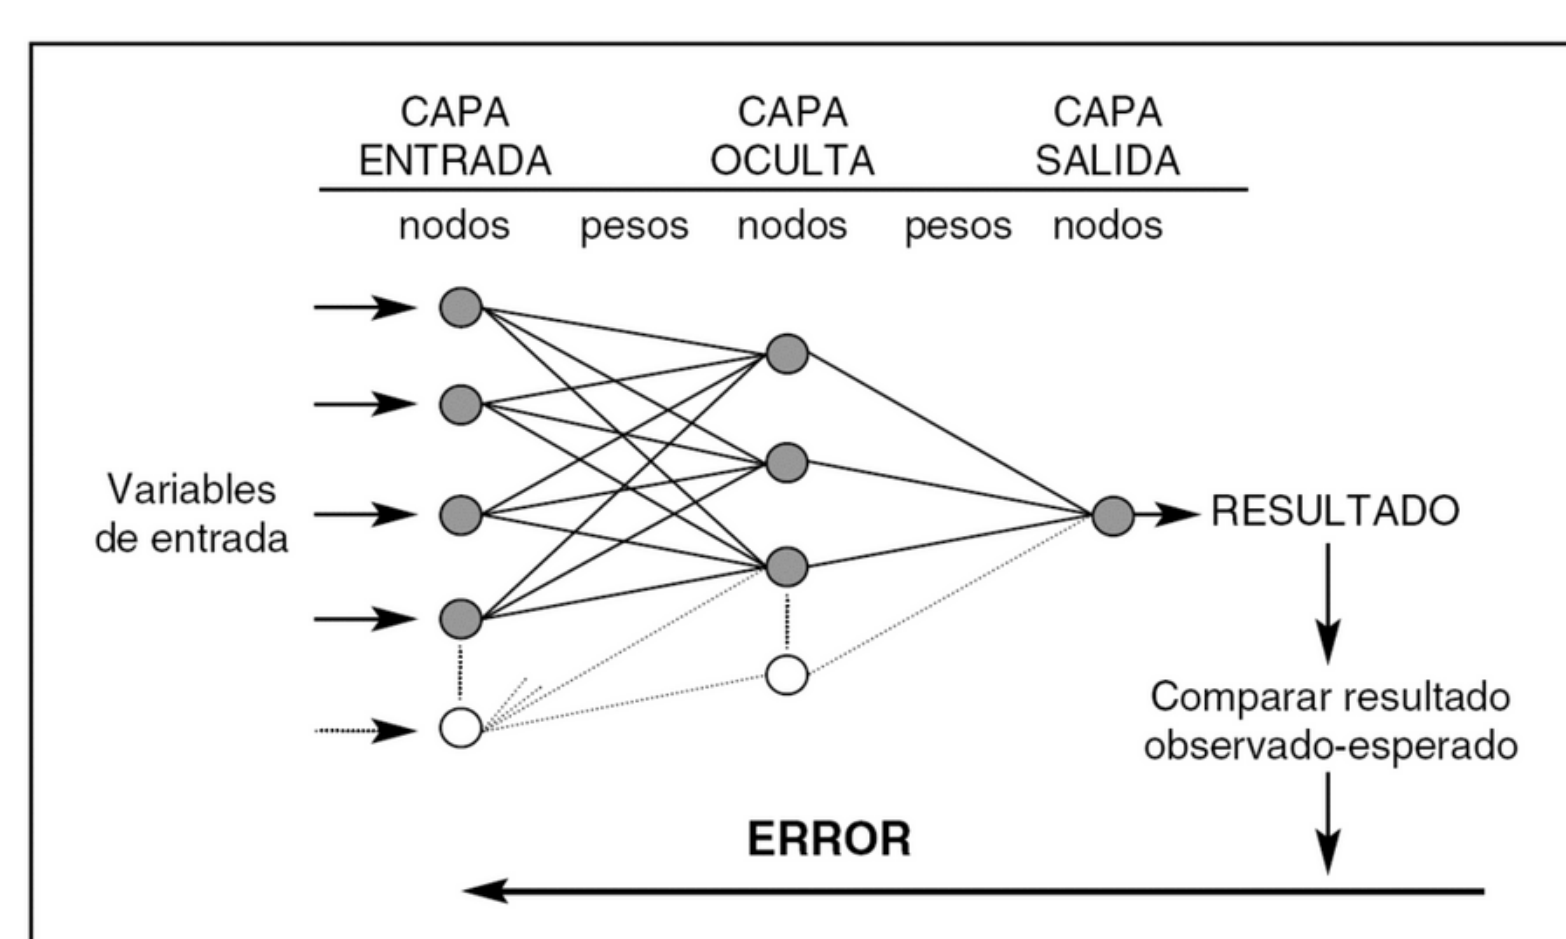 CAPA CAPA CAPA
ENTRADA OCULTA SALIDA
nodos pesos nodos pesos nodos
Variables
de entrada
RESULTADO
Comparar resultado
observado-esperado
ERROR